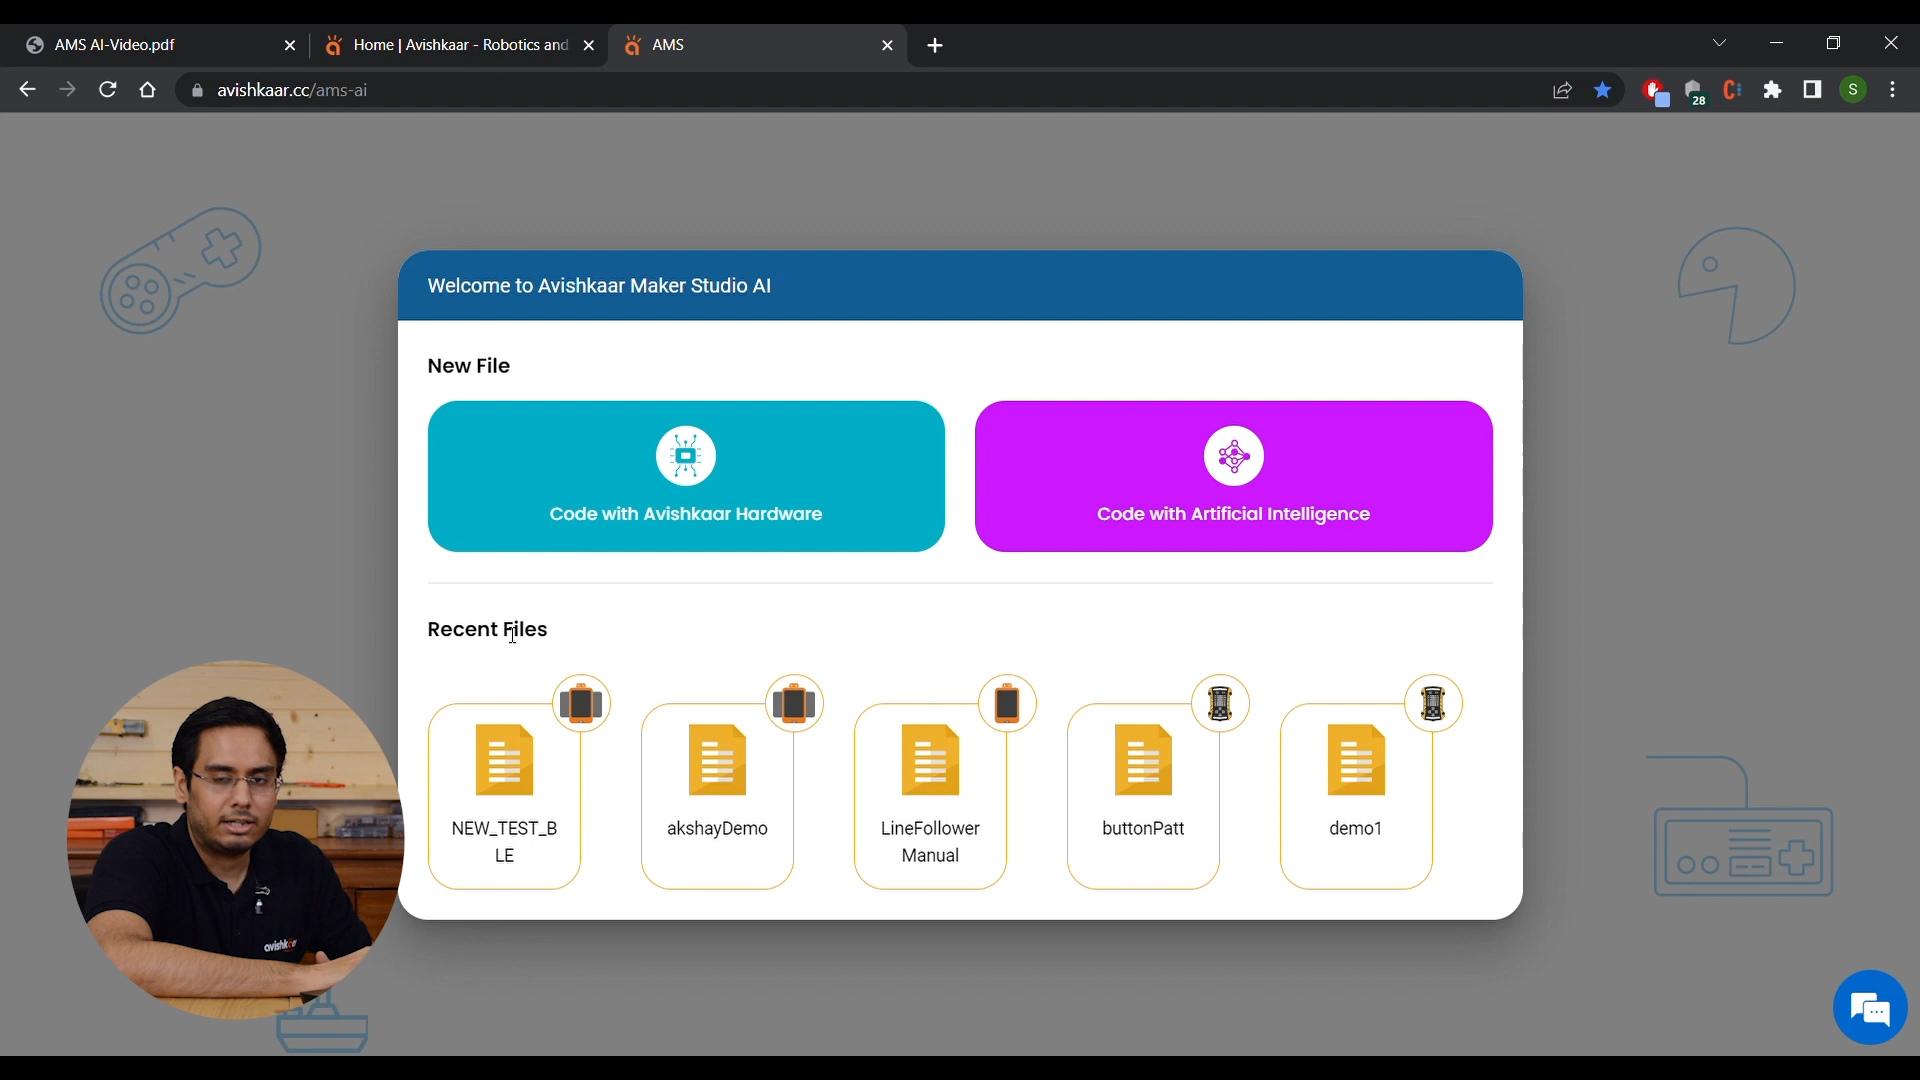 AMS AI-Video.pdf
Home | Avishkaar - Robotics and
AMS
avishkaar.cc/ams-ai
28
S
Welcome to Avishkaar Maker Studio AI
New File
Code with Avishkaar Hardware
Code with Artificial Intelligence
Recent Files
NEW_TEST_B
LE
akshayDemo
LineFollower
Manual
buttonPatt
demo1
avishkaar